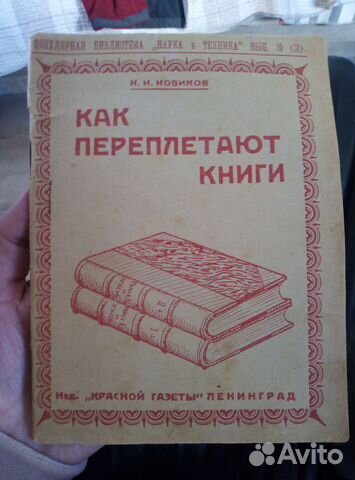 ПОПУЛЯРНАЯ БИБЛИОТЕКА „НАУКА и ТЕХНИКА" ВЫП. 10 (31)
Н. И. НОВИКОВ
КАК
ПЕРЕПЛЕТАЮТ
КНИГИ
Изд. „КРАСНОЙ ГАЗЕТЫ" ЛЕНИНГРАД
Avito